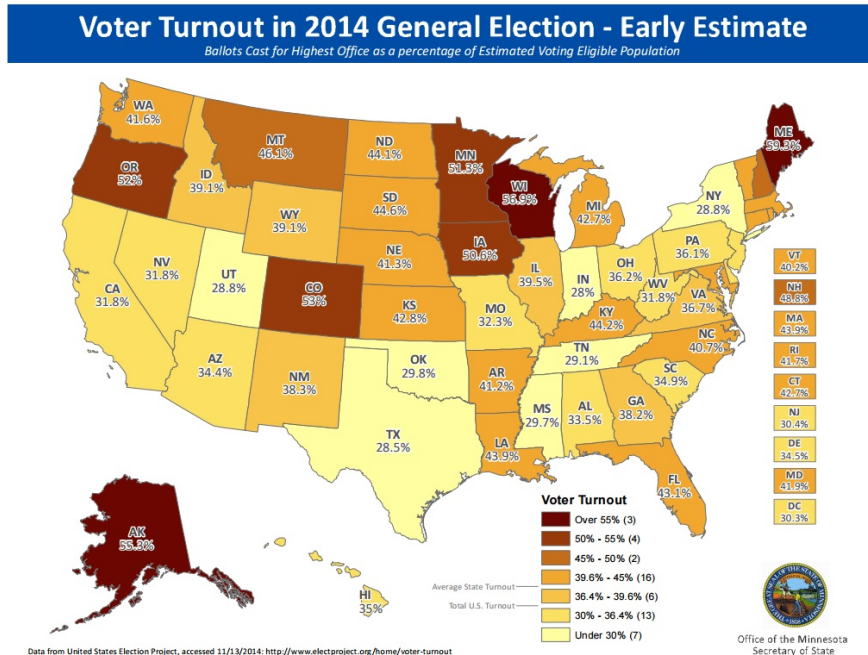 Voter Turnout in 2014 General Election - Early Estimate
Ballots Cast for Highest Office as a percentage of Estimated Voting Eligible Population
WA
41.6%
OR
52%
CA
31.8%
NV
31.8%
ID
39.1%
MT
46.1%
WY
39.1%
UT
28.8%
CO
53%
AZ
34.4%
NM
38.3%
ND
44.1%
SD
44.6%
NE
41.3%
KS
42.8%
OK
29.8%
TX
28.5%
MN
51.3%
IA
50.6%
MO
32.3%
AR
41.2%
LA
43.9%
WI
56.9%
IL
39.5%
MI
42.7%
IN
28%
OH
36.2%
KY
44.2%
TN
29.1%
MS
29.7%
AL
33.5%
GA
38.2%
FL
43.1%
SC
34.9%
NC
40.7%
VA
36.7%
WV
31.8%
PA
36.1%
NY
28.8%
ME
59.3%
AK
55.3%
HI
35%
VT
40.2%
NH
48.8%
MA
43.9%
RI
41.7%
CT
42.7%
NJ
30.4%
DE
34.5%
MD
41.9%
DC
30.3%
Voter Turnout
Over 55% (3)
50% - 55% (4)
45% - 50% (2)
39.6% - 45% (16)
Average State Turnout
36.4% - 39.6% (6)
Total U.S. Turnout
30% - 36.4% (13)
Under 30% (7)
Office of the Minnesota
Secretary of State
Data from United States Election Project, accessed 11/13/2014: http://www.electproject.org/home/voter-turnout